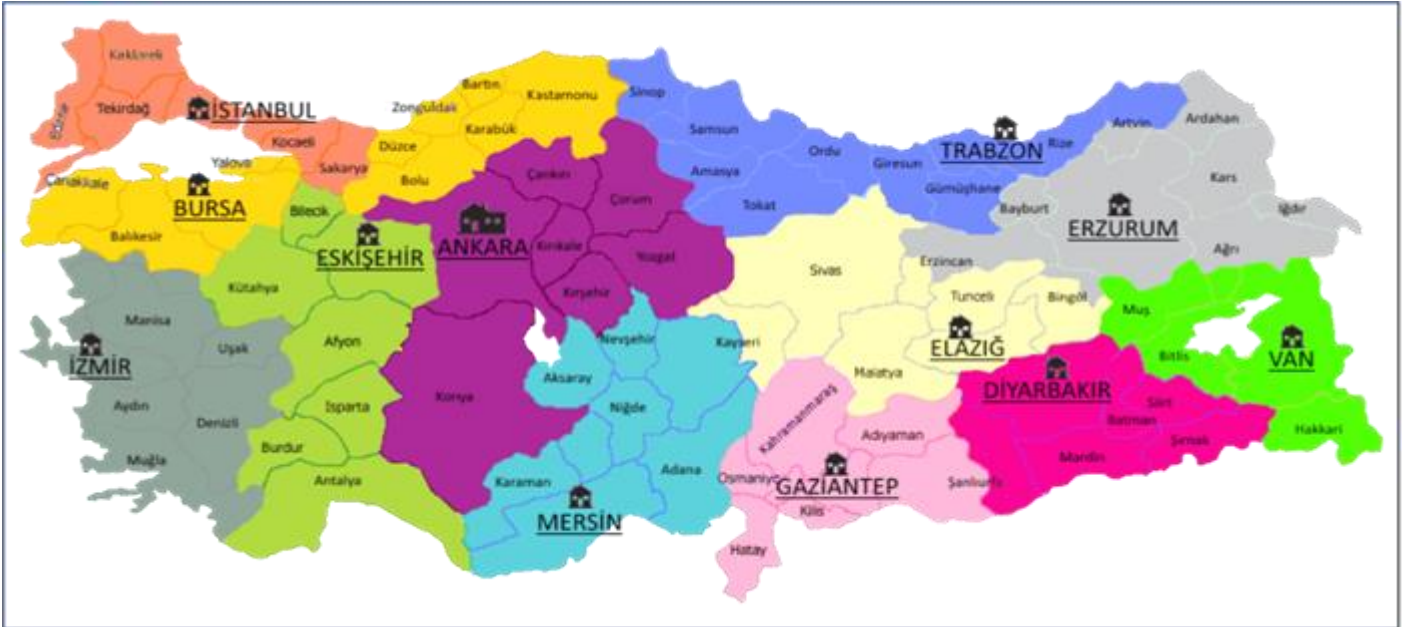 Kırklareli
Edirne
Tekirdağ
İSTANBUL
Kocaeli
Sakarya
Yalova
Çanakkale
BURSA
Balıkesir
Bilecik
ESKİŞEHİR
Kütahya
Zonguldak
Bartın
Kastamonu
Karabük
Düzce
Bolu
Çankırı
Çorum
ANKARA
Kırıkale
Yozgat
Kırşehir
Konya
Sinop
Samsun
Amasya
Tokat
Ordu
Giresun
TRABZON
Rize
Artvin
Gümüşhane
Ardahan
Kars
Bayburt
ERZURUM
Iğdır
Ağrı
Erzincan
Sivas
Tunceli
Bingöl
ELAZIĞ
Malatya
Kayseri
Muş
Bitlis
VAN
Hakkari
DİYARBAKIR
Siirt
Batman
Şırnak
Mardin
Manisa
Uşak
İZMİR
Aydın
Denizli
Muğla
Afyon
Isparta
Burdur
Antalya
Nevşehir
Aksaray
Niğde
Karaman
Adana
MERSİN
Kahramanmaraş
Adıyaman
Osmaniye
GAZİANTEP
Şanlıurfa
Kilis
Hatay